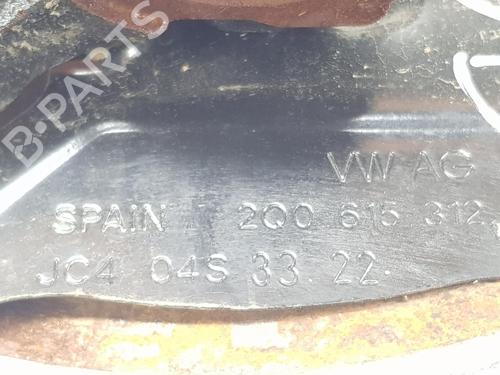 B-PARTS
VW AG
SPAIN 2Q0 615 312
JC4 04S 33.22.